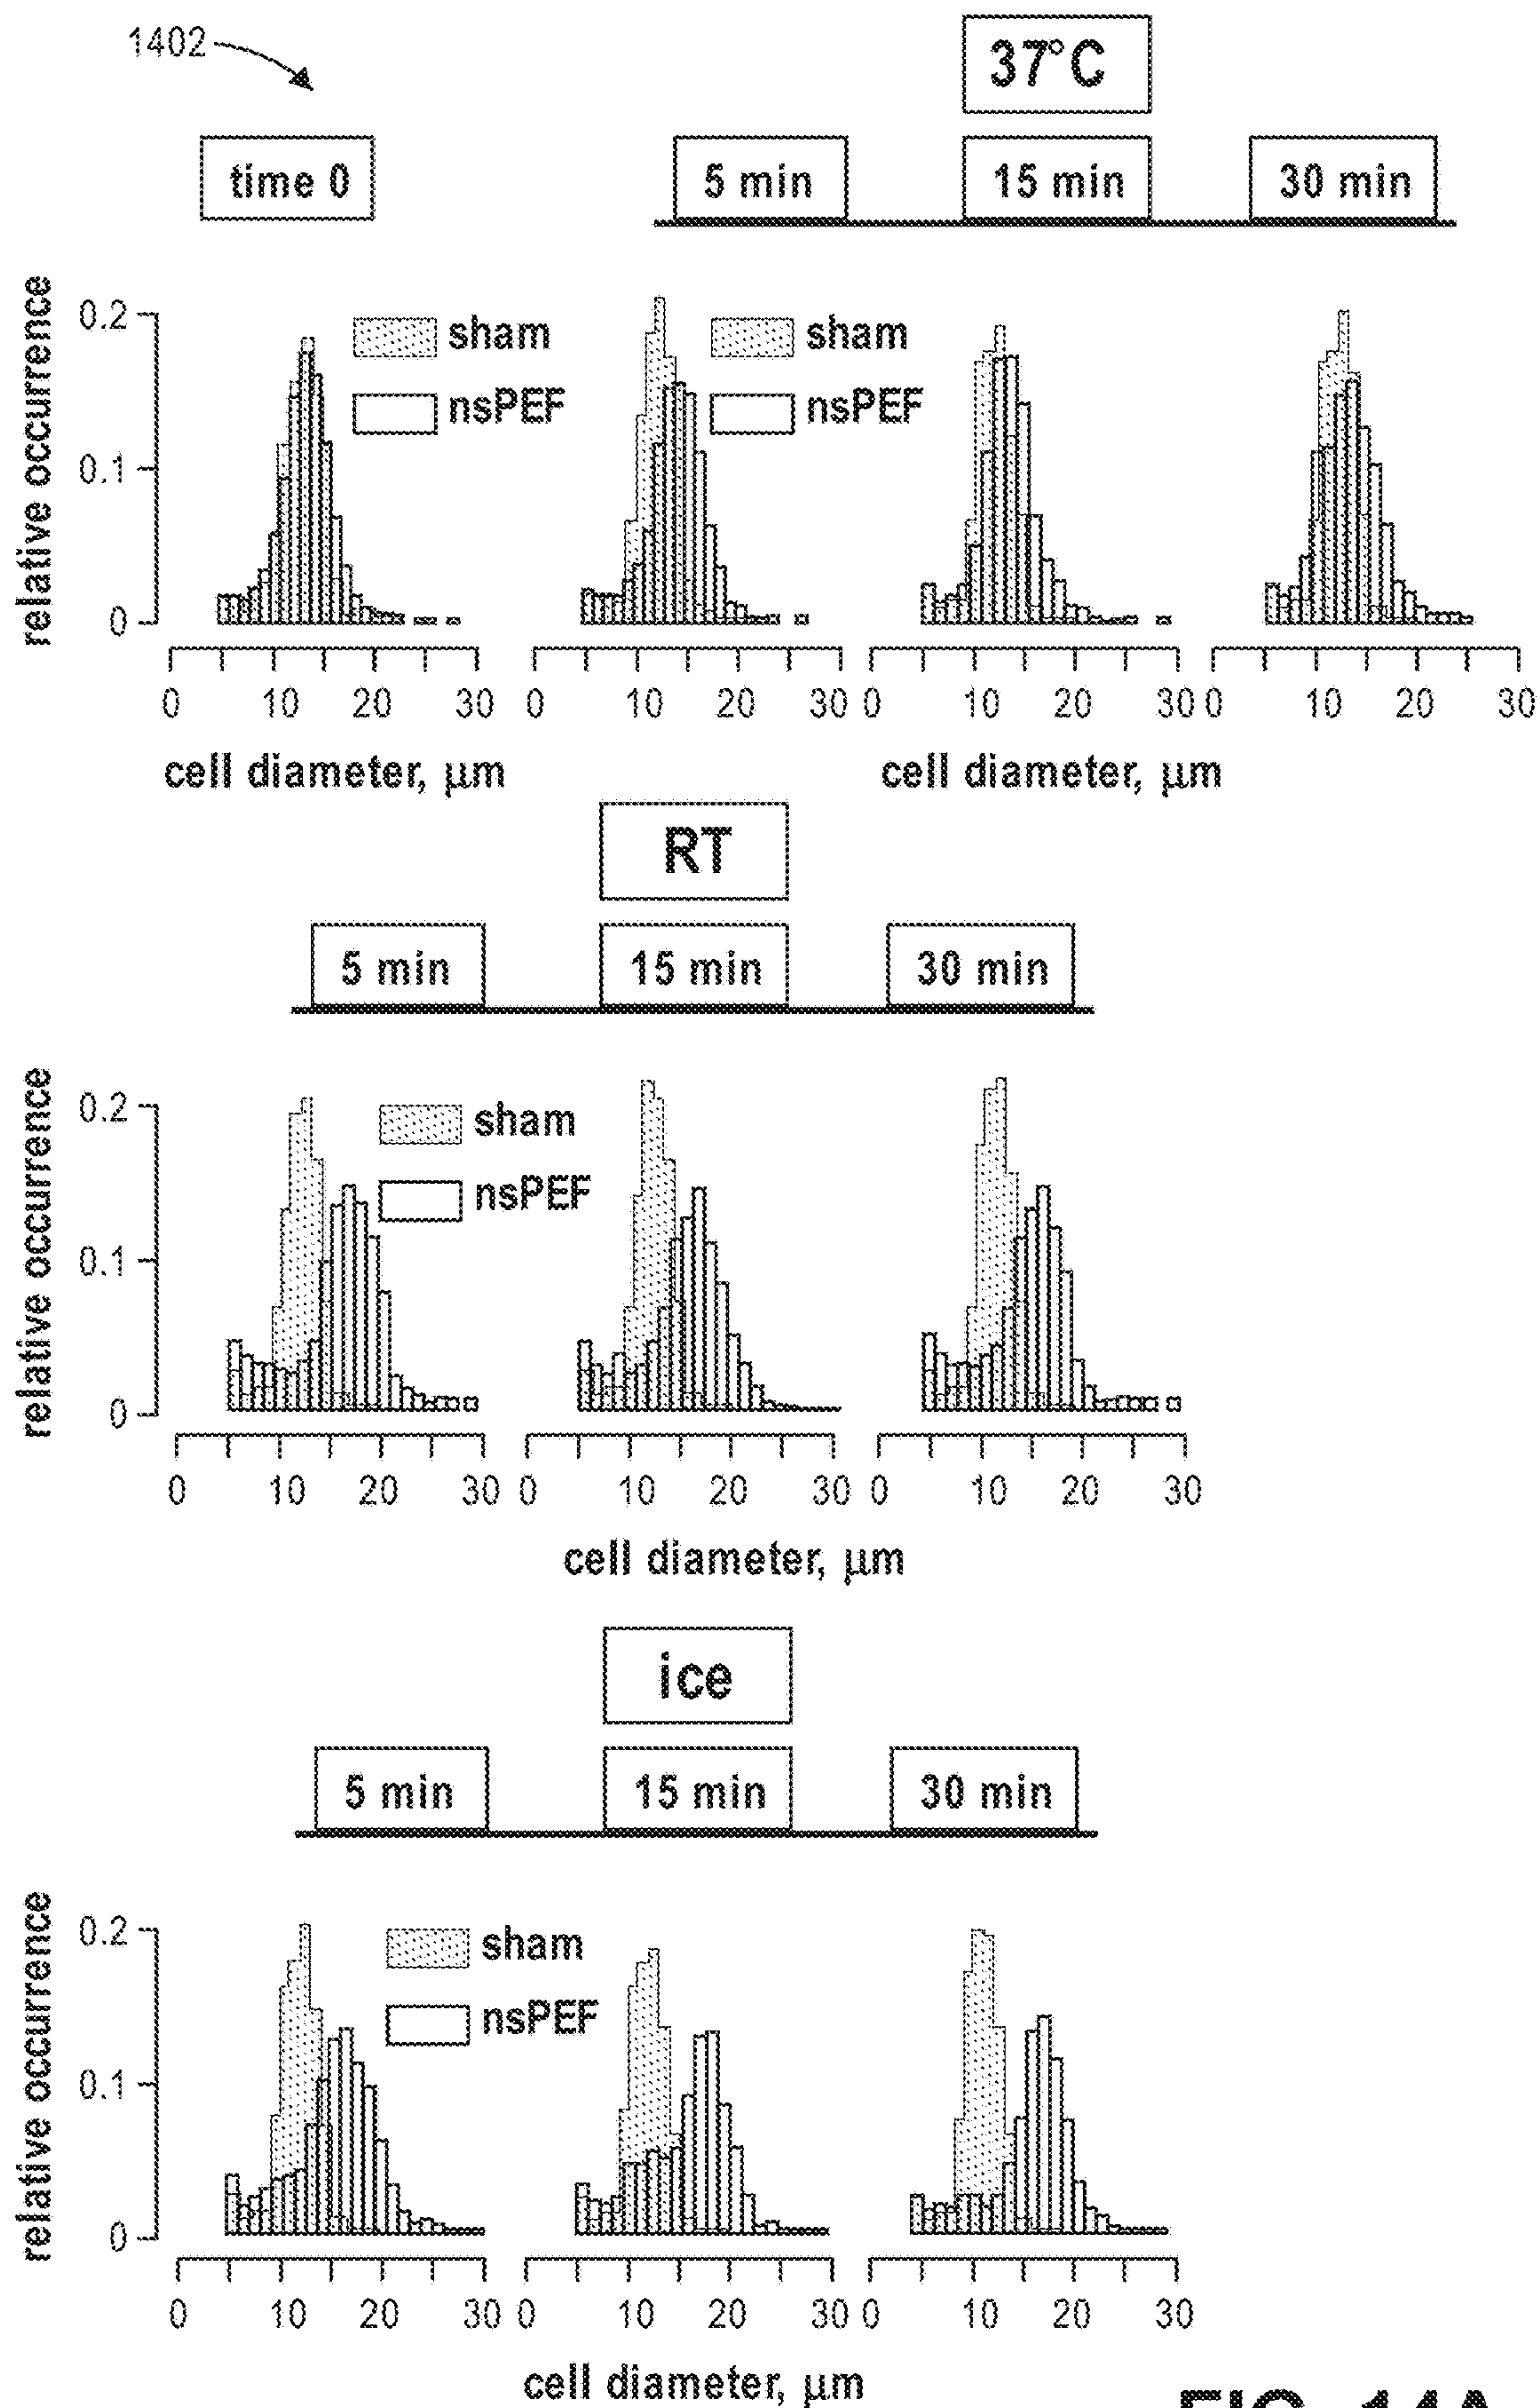 1402
37°C
time 0
5 min
15 min
30 min
relative occurrence
0.2
0.1
0
sham
nsPEF
sham
nsPEF
0 10 20 30
0 10 20 30
0 10 20 30
0 10 20 30
cell diameter, μm
cell diameter, μm
RT
5 min
15 min
30 min
relative occurrence
0.2
0.1
0
sham
nsPEF
0 10 20 30
0 10 20 30
0 10 20 30
cell diameter, μm
ice
5 min
15 min
30 min
relative occurrence
0.2
0.1
0
sham
nsPEF
0 10 20 30
0 10 20 30
0 10 20 30
cell diameter, μm
FIG. 14A